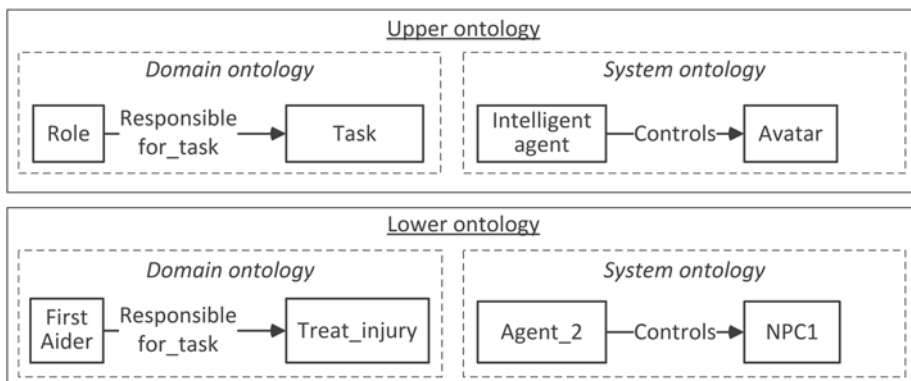 Upper ontology
Domain ontology
Role
Responsible
for_task
Task
System ontology
Intelligent
agent
Controls
Avatar
Lower ontology
Domain ontology
First
Aider
Responsible
for_task
Treat_injury
System ontology
Agent_2
Controls
NPC1